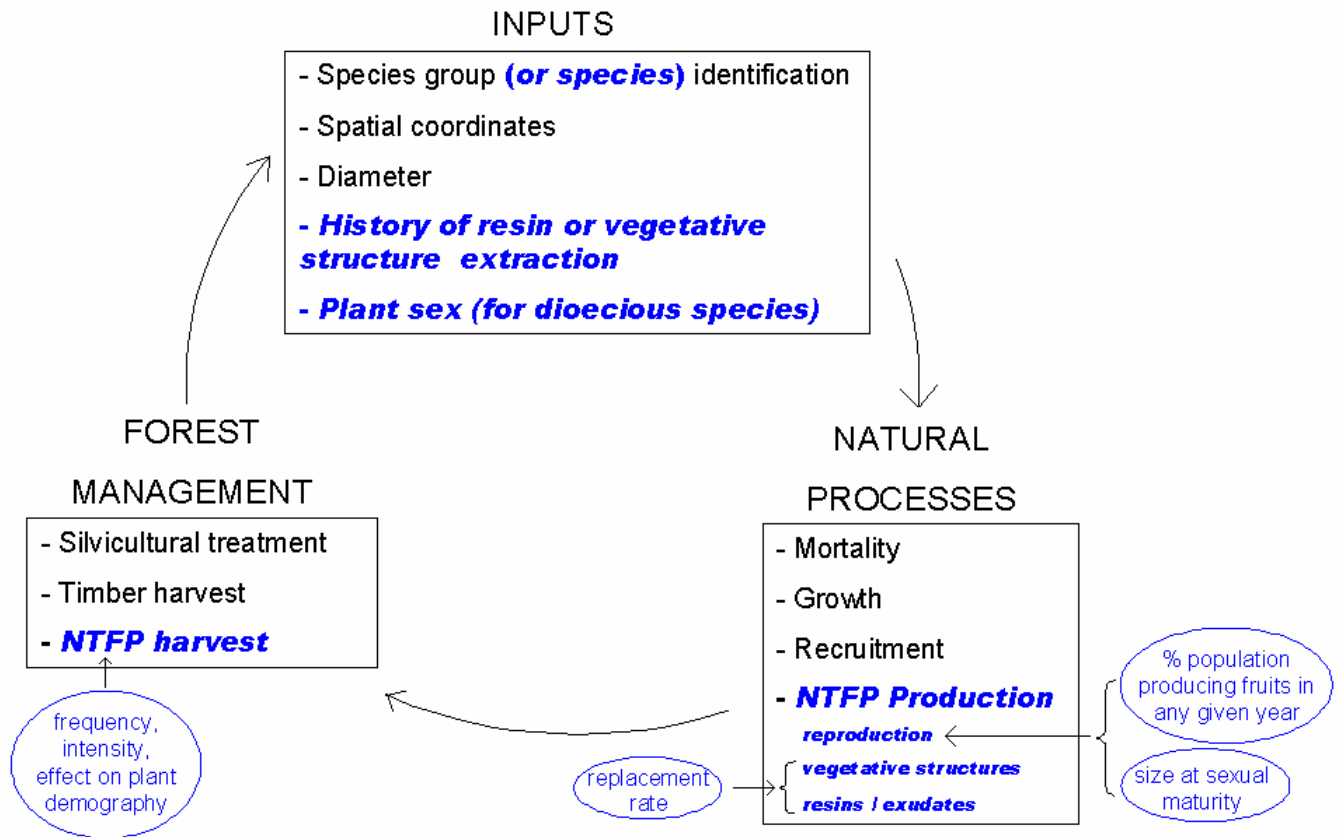 INPUTS
- Species group (or species) identification
- Spatial coordinates
- Diameter
- History of resin or vegetative
structure extraction
- Plant sex (for dioecious species)
FOREST
MANAGEMENT
- Silvicultural treatment
- Timber harvest
- NTFP harvest
frequency,
intensity,
effect on plant
demography
NATURAL
PROCESSES
- Mortality
- Growth
- Recruitment
- NTFP Production
reproduction
vegetative structures
resins / exudates
replacement
rate
% population
producing fruits in
any given year
size at sexual
maturity